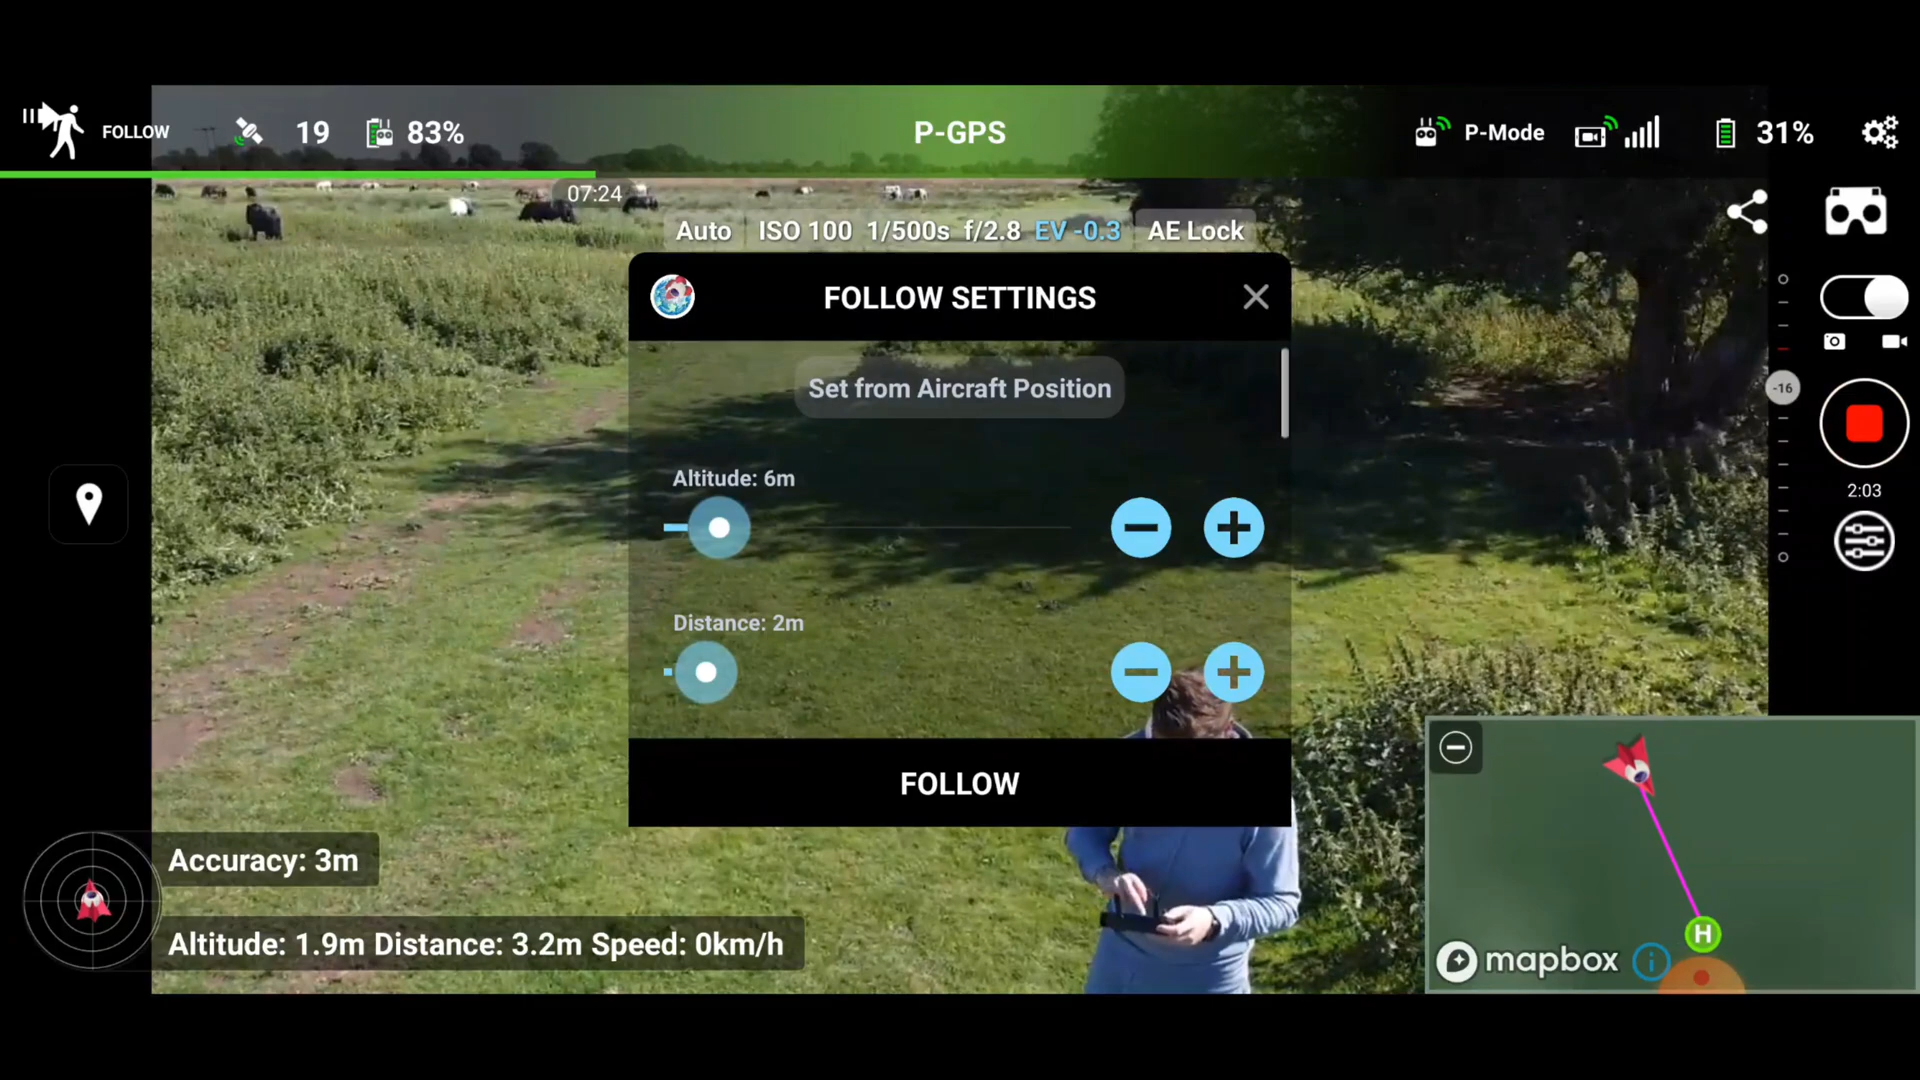 FOLLOW 19 83% P-GPS P-Mode 31%
07:24
Auto ISO 100 1/500s f/2.8 EV -0.3 AE Lock
FOLLOW SETTINGS
Set from Aircraft Position
-16
Altitude: 6m
2:03
Distance: 2m
FOLLOW
Accuracy: 3m
H
Altitude: 1.9m Distance: 3.2m Speed: 0km/h
mapbox i